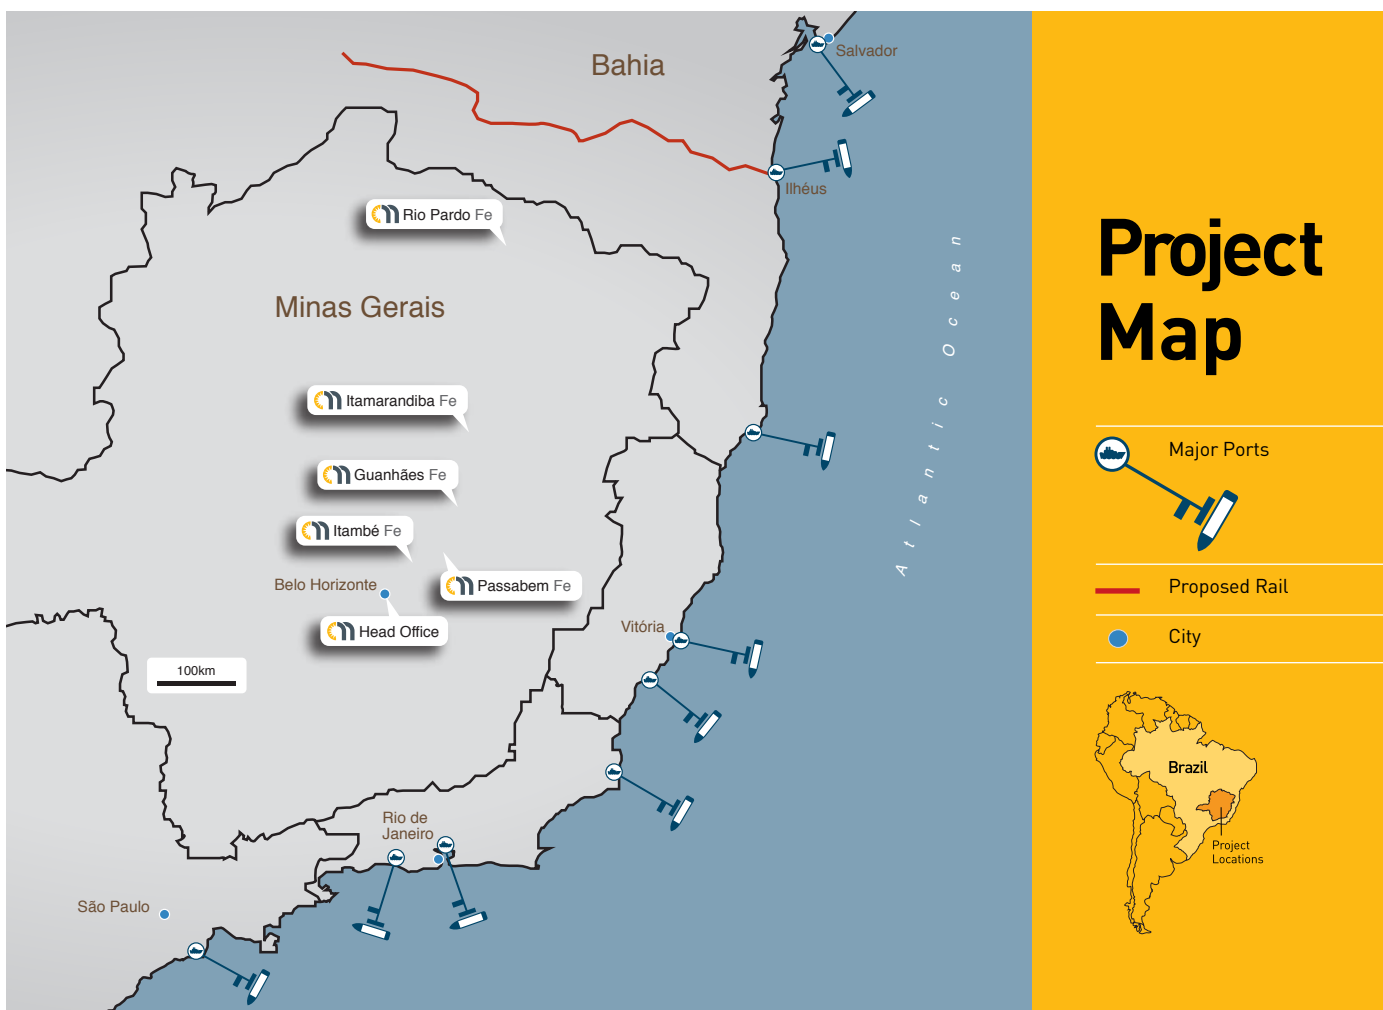 Bahia
Salvador
Ilhéus
Rio Pardo Fe
Minas Gerais
Itamarandiba Fe
Guanhães Fe
Itambé Fe
Belo Horizonte
Passabem Fe
Head Office
Vitória
100km
Rio de
Janeiro
São Paulo
Atlantic Ocean
Project
Map
Major Ports
Proposed Rail
City
Brazil
Project
Locations